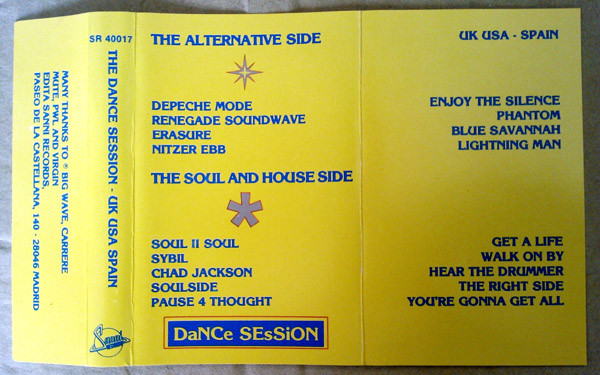 MANY THANKS TO ® BIG WAVE, CARRERE
MUTE, PWL AND VIRGIN
EDITA SANNI RECORDS,
PASEO DE LA CASTELLANA, 140 - 28046 MADRID
SR 40017
THE DANCE SESSION - UK USA SPAIN
Sanni
THE ALTERNATIVE SIDE
DEPECHE MODE
RENEGADE SOUNDWAVE
ERASURE
NITZER EBB
THE SOUL AND HOUSE SIDE
SOUL II SOUL
SYBIL
CHAD JACKSON
SOULSIDE
PAUSE 4 THOUGHT
DaNCe SEsSiON
UK USA - SPAIN
ENJOY THE SILENCE
PHANTOM
BLUE SAVANNAH
LIGHTNING MAN
GET A LIFE
WALK ON BY
HEAR THE DRUMMER
THE RIGHT SIDE
YOU'RE GONNA GET ALL